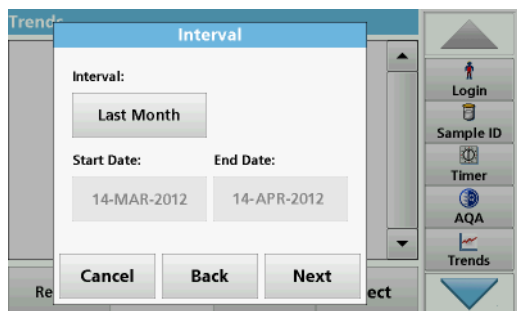 Trends
Interval
Interval:
Last Month
Start Date: End Date:
14-MAR-2012 14-APR-2012
Cancel Back Next
Re ect
Login
Sample ID
Timer
AQA
Trends